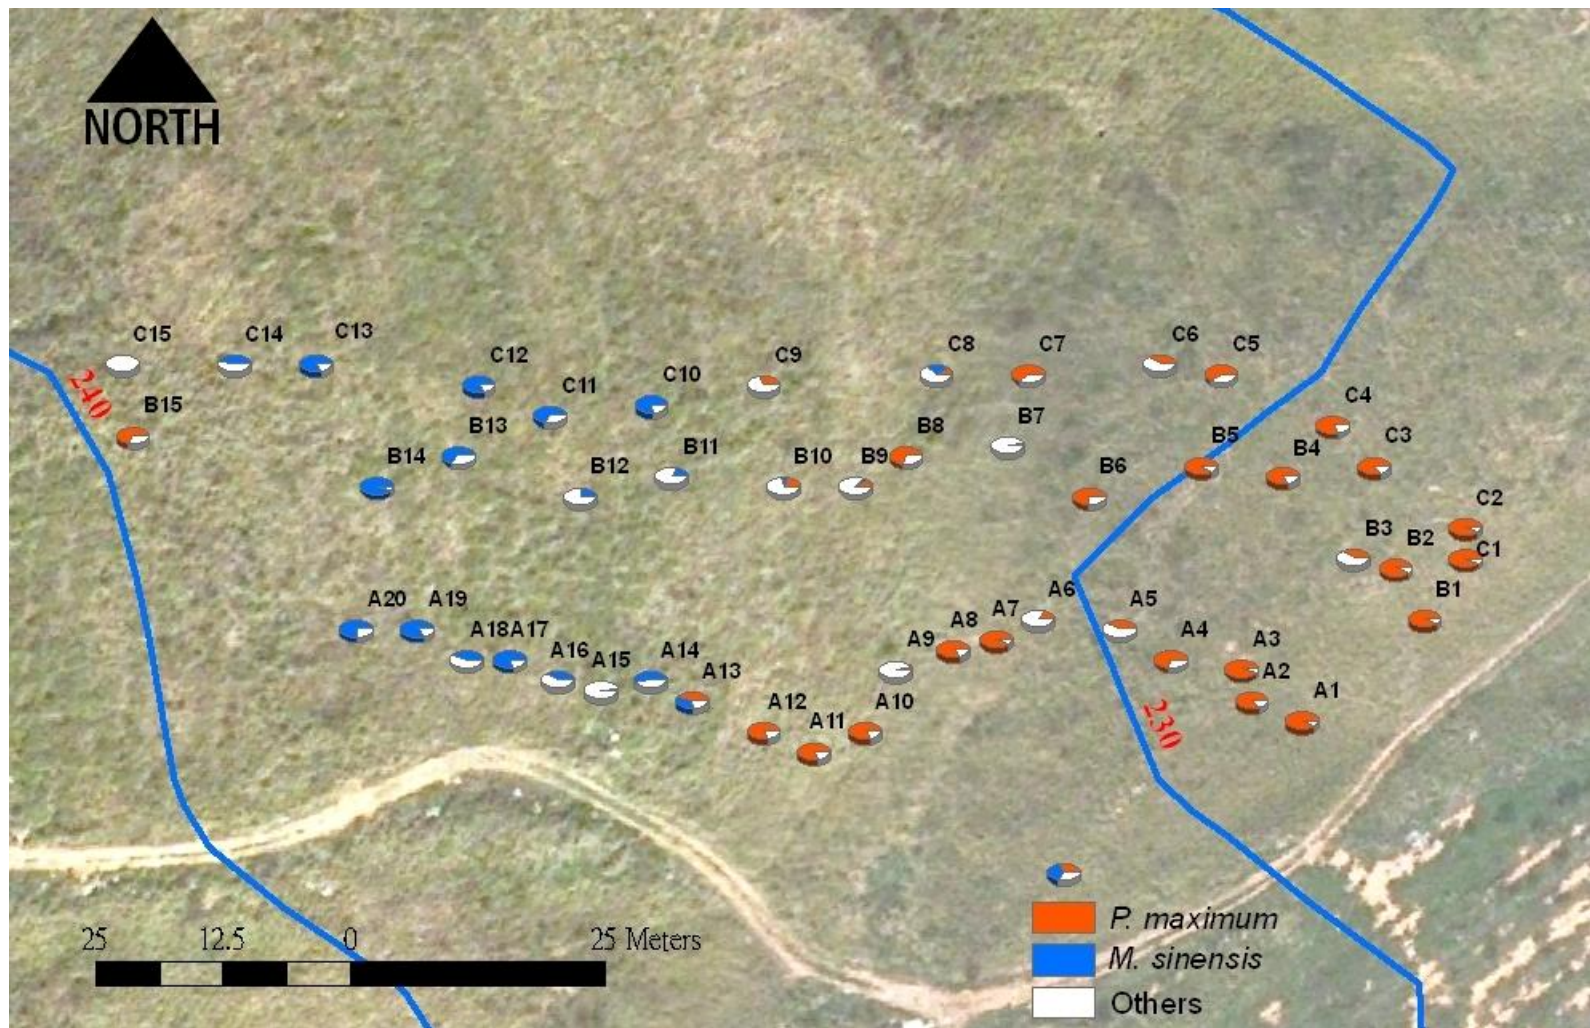 NORTH
C15
C14
C13
C12
C11
C10
C9
C8
C7
C6
C5
C4
C3
C2
C1
B15
B14
B13
B12
B11
B10
B9
B8
B7
B6
B5
B4
B3
B2
B1
240
A20
A19
A18
A17
A16
A15
A14
A13
A12
A11
A10
A9
A8
A7
A6
A5
A4
A3
A2
A1
230
25 12.5 0 25 Meters
P. maximum
M. sinensis
Others